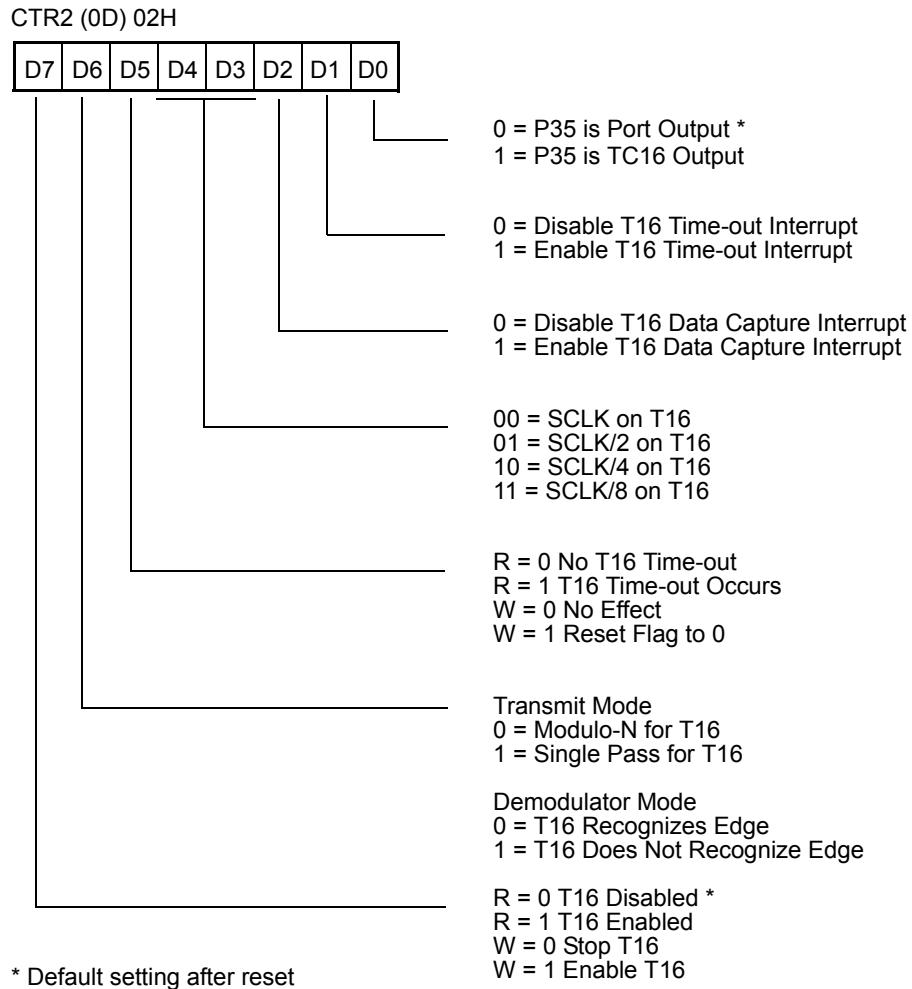 CTR2 (0D) 02H
D7 D6 D5 D4 D3 D2 D1 D0
0 = P35 is Port Output *
1 = P35 is TC16 Output
0 = Disable T16 Time-out Interrupt
1 = Enable T16 Time-out Interrupt
0 = Disable T16 Data Capture Interrupt
1 = Enable T16 Data Capture Interrupt
00 = SCLK on T16
01 = SCLK/2 on T16
10 = SCLK/4 on T16
11 = SCLK/8 on T16
R = 0 No T16 Time-out
R = 1 T16 Time-out Occurs
W = 0 No Effect
W = 1 Reset Flag to 0
Transmit Mode
0 = Modulo-N for T16
1 = Single Pass for T16
Demodulator Mode
0 = T16 Recognizes Edge
1 = T16 Does Not Recognize Edge
R = 0 T16 Disabled *
R = 1 T16 Enabled
W = 0 Stop T16
W = 1 Enable T16
* Default setting after reset